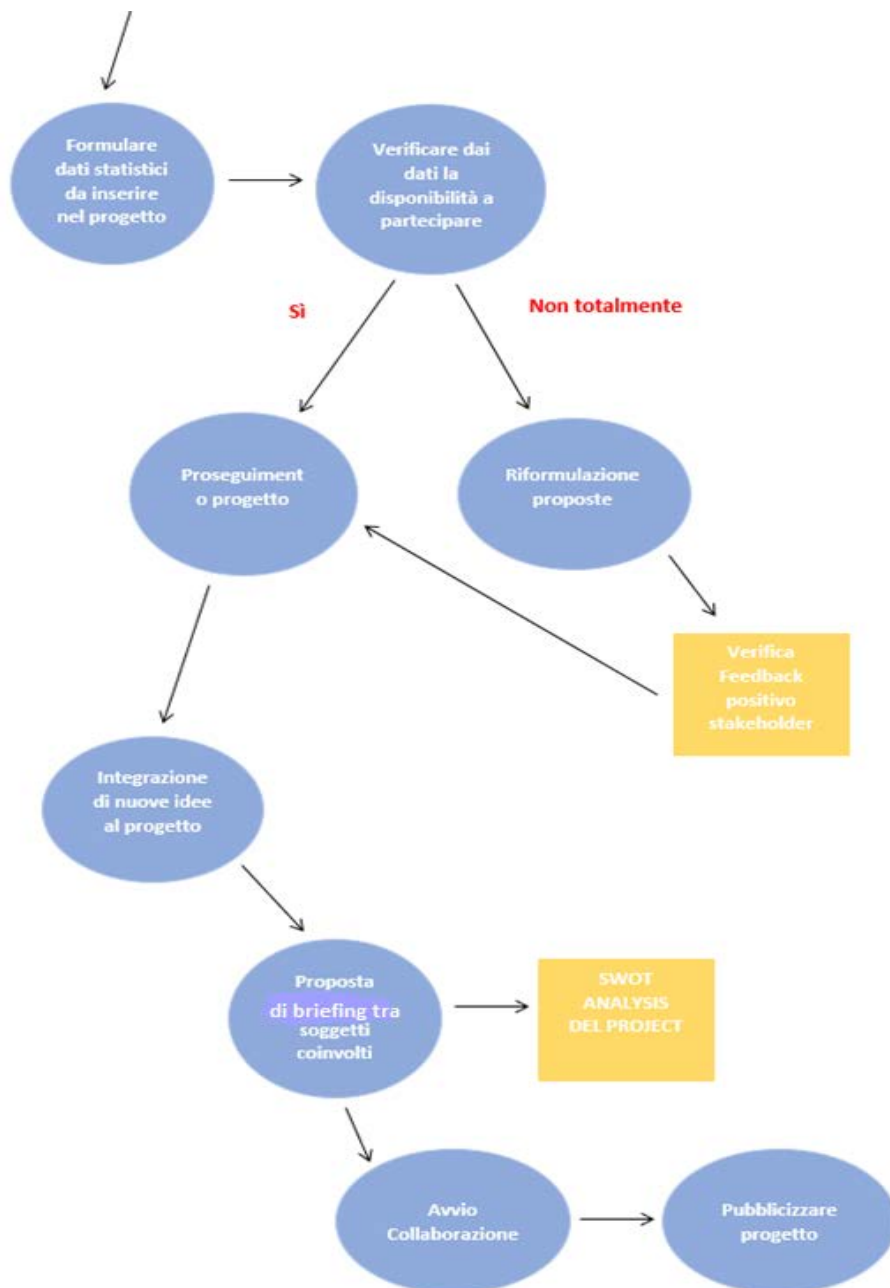 Formulare
dati statistici
da inserire
nel progetto
Verificare dai
dati la
disponibilità a
partecipare
Sì
Non totalmente
Proseguiment
o progetto
Riformulazione
proposte
Verifica
Feedback
positivo
stakeholder
Integrazione
di nuove idee
al progetto
Proposta
di briefing tra
soggetti
coinvolti
SWOT
ANALYSIS
DEL PROJECT
Avvio
Collaborazione
Pubblicizzare
progetto